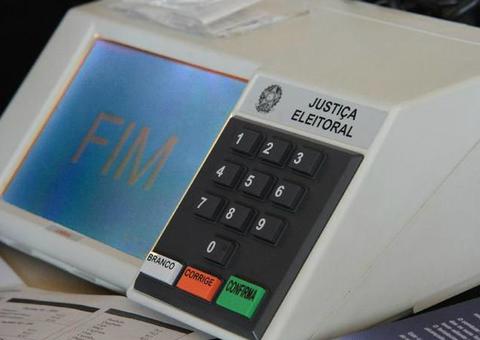 FIM
JUSTIÇA
ELEITORAL
1 2 3
4 5 6
7 8 9
0
BRANCO CORRIGE CONFIRMA